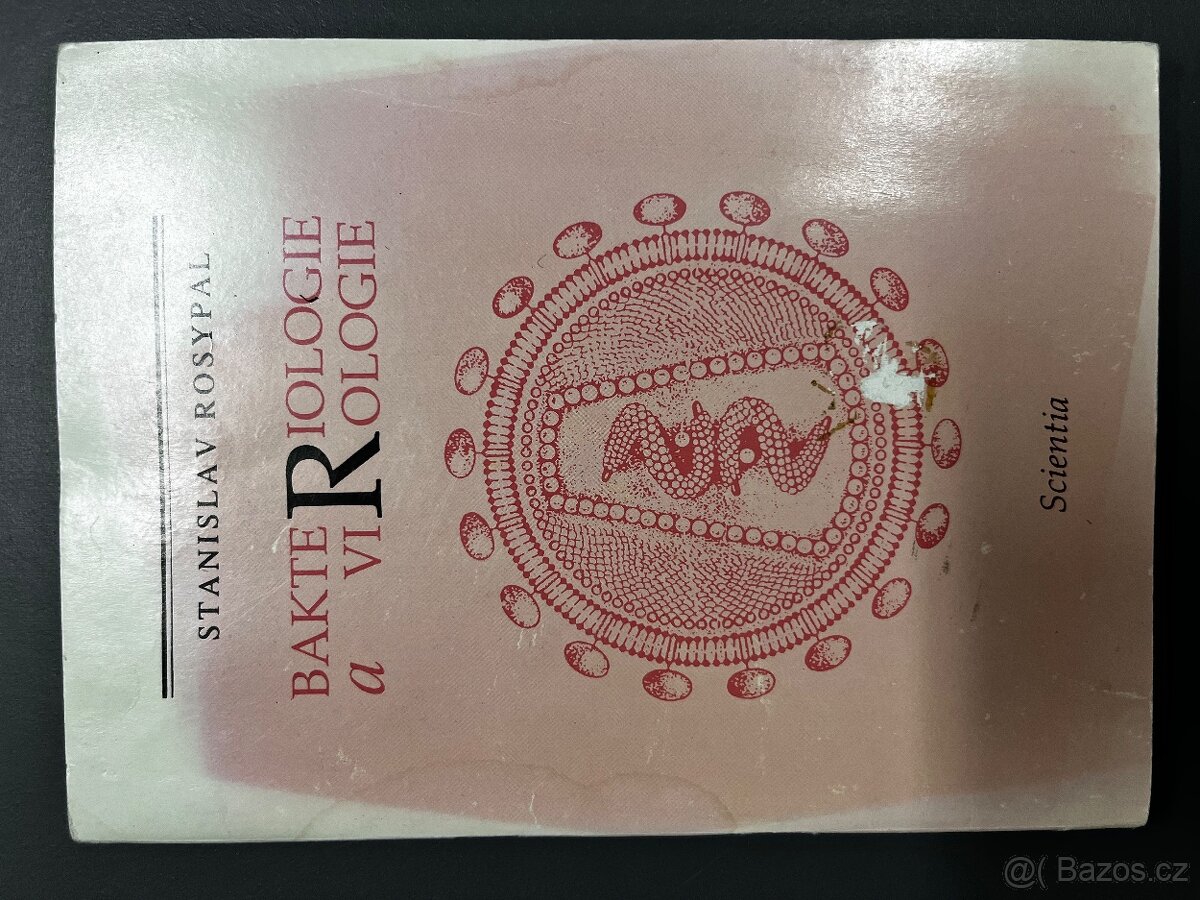 STANISLAV ROSYPAL
BAKTERIOLOGIE
a VIROLOGIE
Scientia
@( Bazos.cz